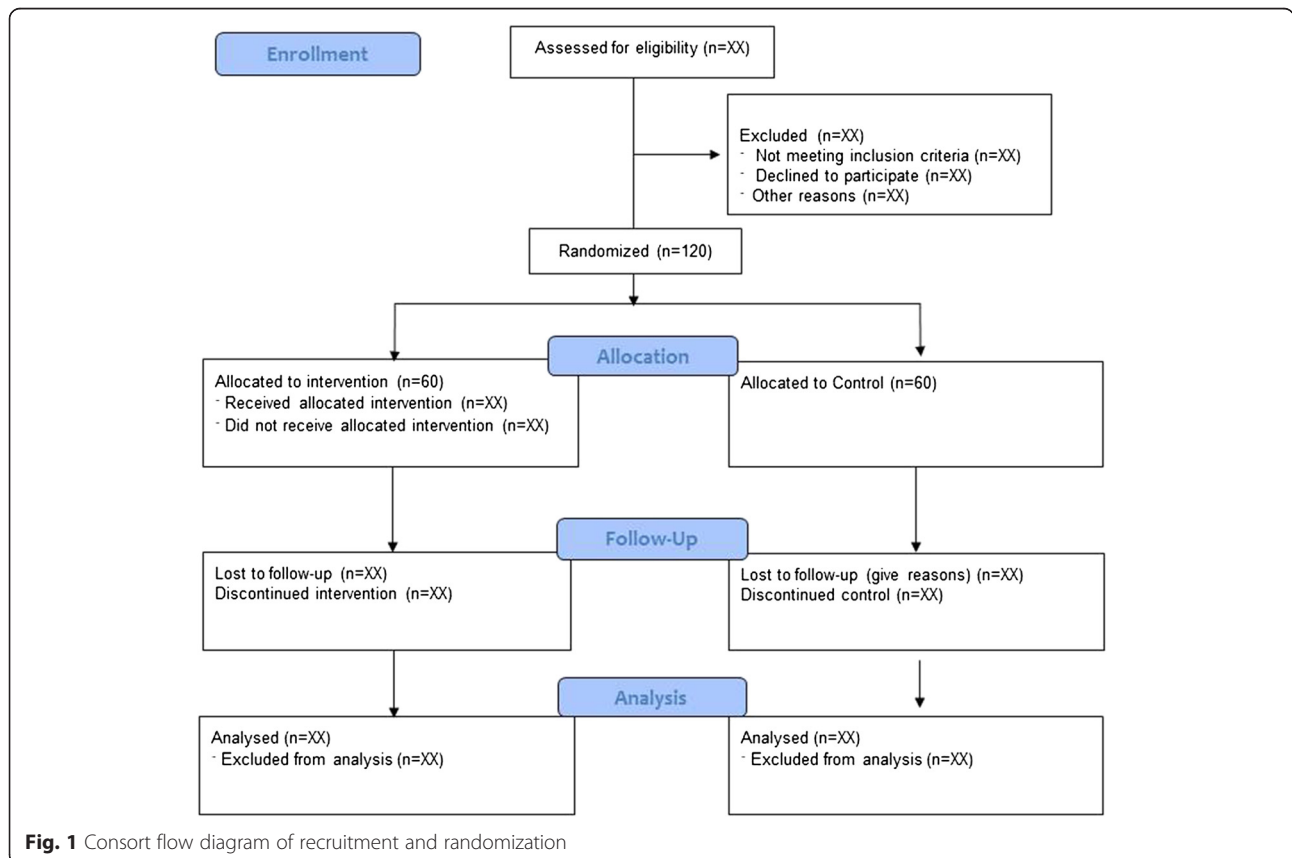 Enrollment
Assessed for eligibility (n=XX)
Excluded (n=XX)
- Not meeting inclusion criteria (n=XX)
- Declined to participate (n=XX)
- Other reasons (n=XX)
Randomized (n=120)
Allocation
Allocated to intervention (n=60)
- Received allocated intervention (n=XX)
- Did not receive allocated intervention (n=XX)
Allocated to Control (n=60)
Follow-Up
Lost to follow-up (n=XX)
Discontinued intervention (n=XX)
Lost to follow-up (give reasons) (n=XX)
Discontinued control (n=XX)
Analysis
Analysed (n=XX)
- Excluded from analysis (n=XX)
Analysed (n=XX)
- Excluded from analysis (n=XX)
Fig. 1 Consort flow diagram of recruitment and randomization